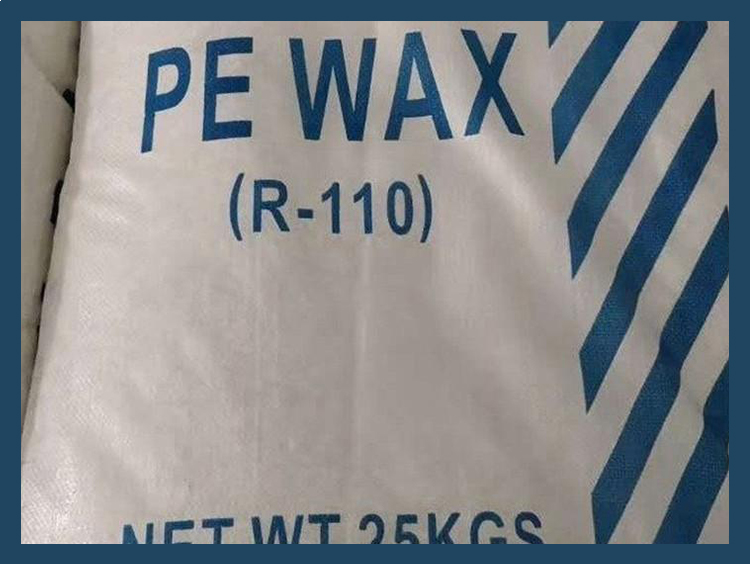 PE WAX
(R-110)
NET WT 25KGS